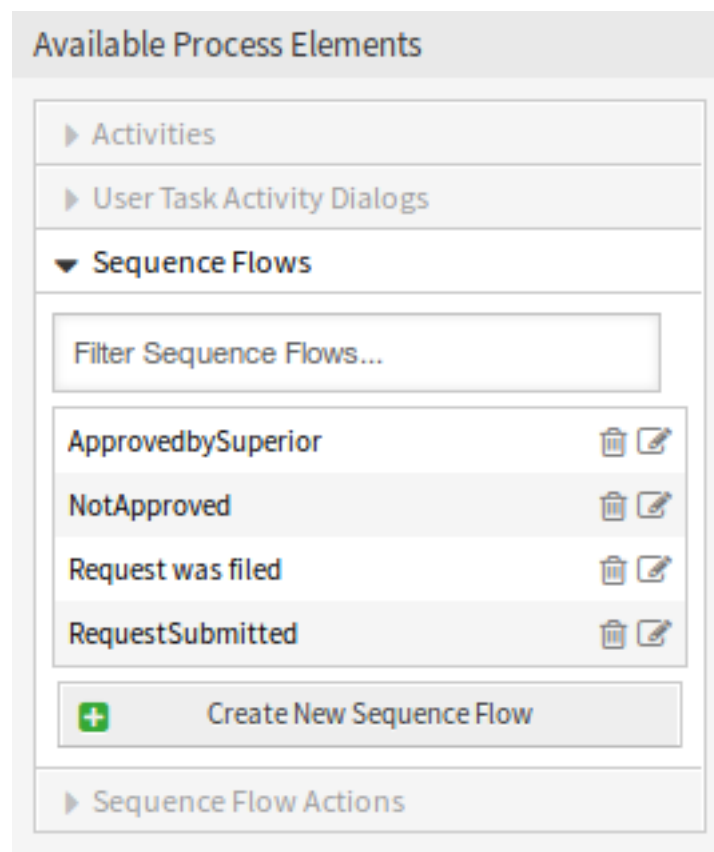 Available Process Elements
Activities
User Task Activity Dialogs
Sequence Flows
Filter Sequence Flows...
ApprovedbySuperior
NotApproved
Request was filed
RequestSubmitted
Create New Sequence Flow
Sequence Flow Actions